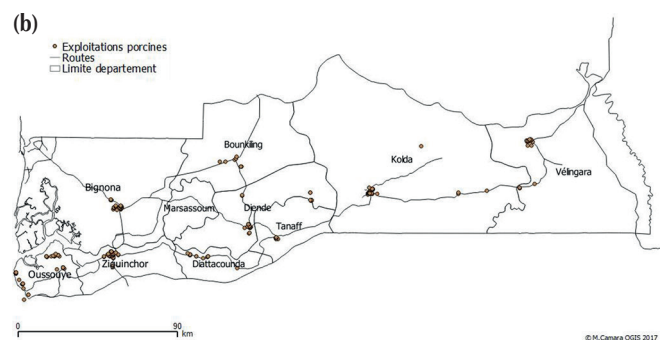 (b)
Exploitations porcines
Routes
Limite departement
Bounkiling
Kolda
Vélingara
Bignona
Marsassoum
Diende
Tanaff
Ziguinchor
Diattacounda
Oussouye
0 90
km
© M.Camara OGIS 2017